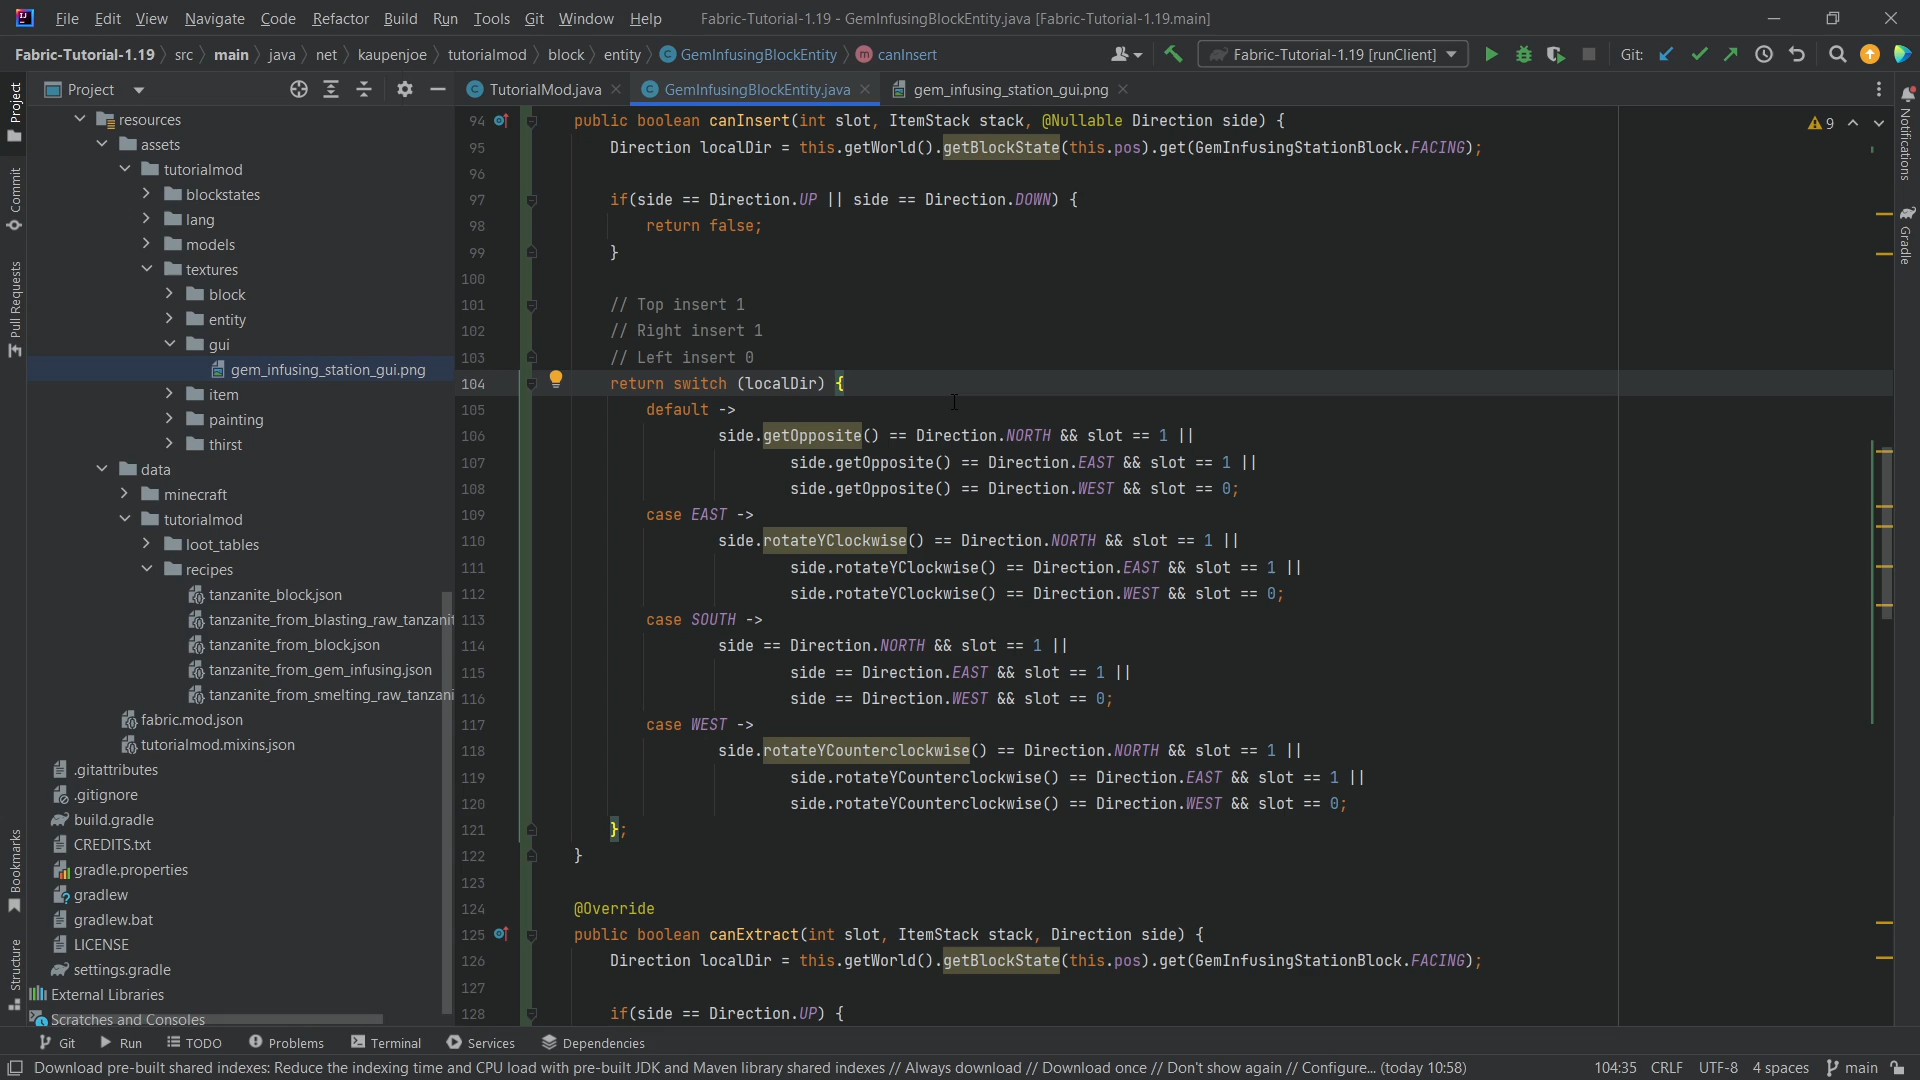 File Edit View Navigate Code Refactor Build Run Tools Git Window Help Fabric-Tutorial-1.19 - GemInfusingBlockEntity.java [Fabric-Tutorial-1.19.main]
Fabric-Tutorial-1.19 src main java net kaupenjoe tutorialmod block entity GemInfusingBlockEntity canInsert Fabric-Tutorial-1.19 [runClient] Git:
Project TutorialMod.java GemInfusingBlockEntity.java gem_infusing_station_gui.png
Project
Commit
Pull Requests
Bookmarks
Structure
resources
assets
tutorialmod
blockstates
lang
models
textures
block
entity
gui
gem_infusing_station_gui.png
item
painting
thirst
data
minecraft
tutorialmod
loot_tables
recipes
tanzanite_block.json
tanzanite_from_blasting_raw_tanzanit
tanzanite_from_block.json
tanzanite_from_gem_infusing.json
tanzanite_from_smelting_raw_tanzani
fabric.mod.json
tutorialmod.mixins.json
.gitattributes
.gitignore
build.gradle
CREDITS.txt
gradle.properties
gradlew
gradlew.bat
LICENSE
settings.gradle
External Libraries
Scratches and Consoles
94 public boolean canInsert(int slot, ItemStack stack, @Nullable Direction side) {
95 Direction localDir = this.getWorld().getBlockState(this.pos).get(GemInfusingStationBlock.FACING);
96
97 if(side == Direction.UP || side == Direction.DOWN) {
98 return false;
99 }
100
101 // Top insert 1
102 // Right insert 1
103 // Left insert 0
104 return switch (localDir) {
105 default ->
106 side.getOpposite() == Direction.NORTH && slot == 1 ||
107 side.getOpposite() == Direction.EAST && slot == 1 ||
108 side.getOpposite() == Direction.WEST && slot == 0;
109 case EAST ->
110 side.rotateYClockwise() == Direction.NORTH && slot == 1 ||
111 side.rotateYClockwise() == Direction.EAST && slot == 1 ||
112 side.rotateYClockwise() == Direction.WEST && slot == 0;
113 case SOUTH ->
114 side == Direction.NORTH && slot == 1 ||
115 side == Direction.EAST && slot == 1 ||
116 side == Direction.WEST && slot == 0;
117 case WEST ->
118 side.rotateYCounterclockwise() == Direction.NORTH && slot == 1 ||
119 side.rotateYCounterclockwise() == Direction.EAST && slot == 1 ||
120 side.rotateYCounterclockwise() == Direction.WEST && slot == 0;
121 };
122 }
123
124 @Override
125 public boolean canExtract(int slot, ItemStack stack, Direction side) {
126 Direction localDir = this.getWorld().getBlockState(this.pos).get(GemInfusingStationBlock.FACING);
127
128 if(side == Direction.UP) {
9
Notifications
Gradle
Git Run TODO Problems Terminal Services Dependencies
Download pre-built shared indexes: Reduce the indexing time and CPU load with pre-built JDK and Maven library shared indexes // Always download // Download once // Don't show again // Configure... (today 10:58) 104:35 CRLF UTF-8 4 spaces main